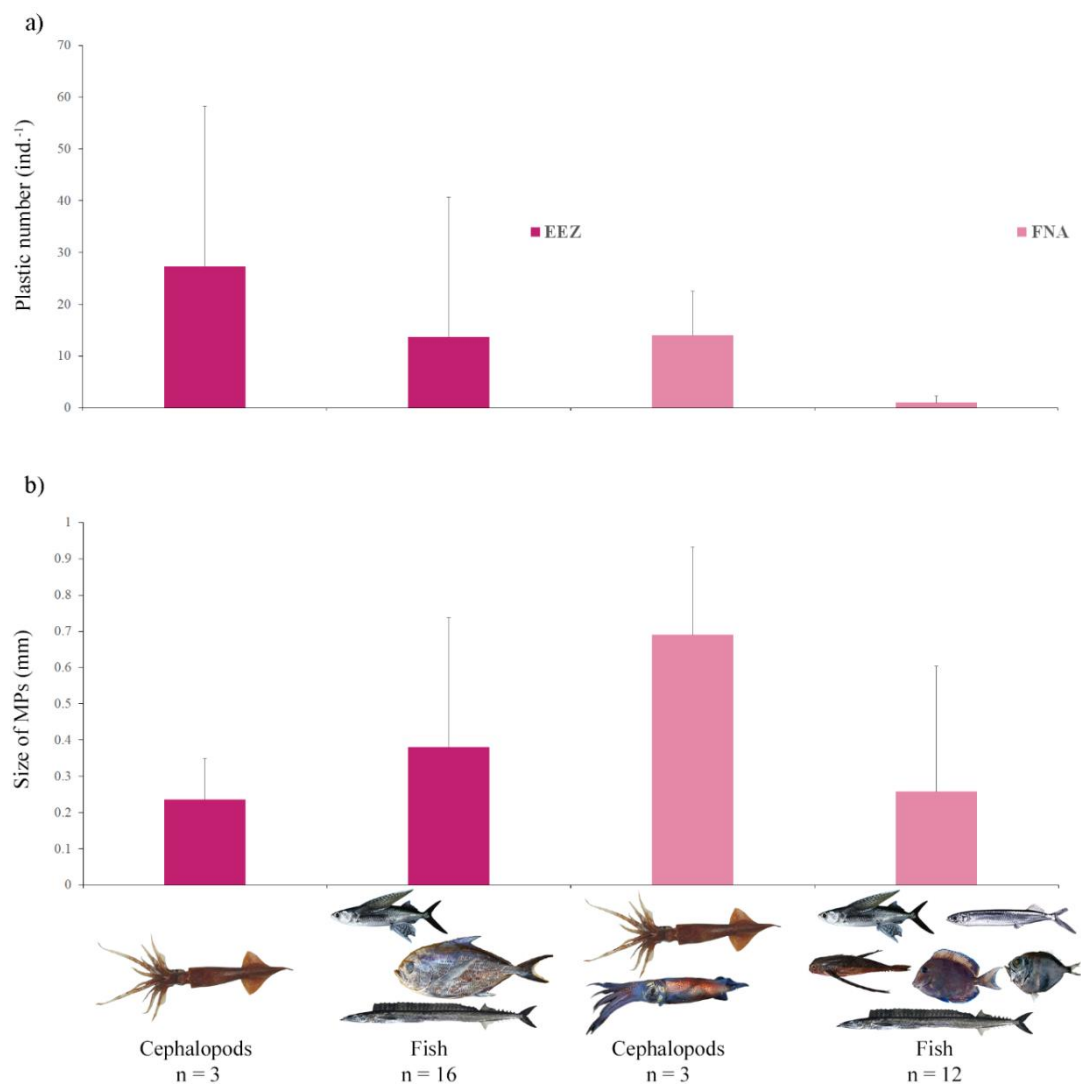 a)
Plastic number (ind.⁻¹)
70
60
50
40
30
20
10
0
EEZ
FNA
b)
Size of MPs (mm)
1
0.9
0.8
0.7
0.6
0.5
0.4
0.3
0.2
0.1
0
Cephalopods
n = 3
Fish
n = 16
Cephalopods
n = 3
Fish
n = 12